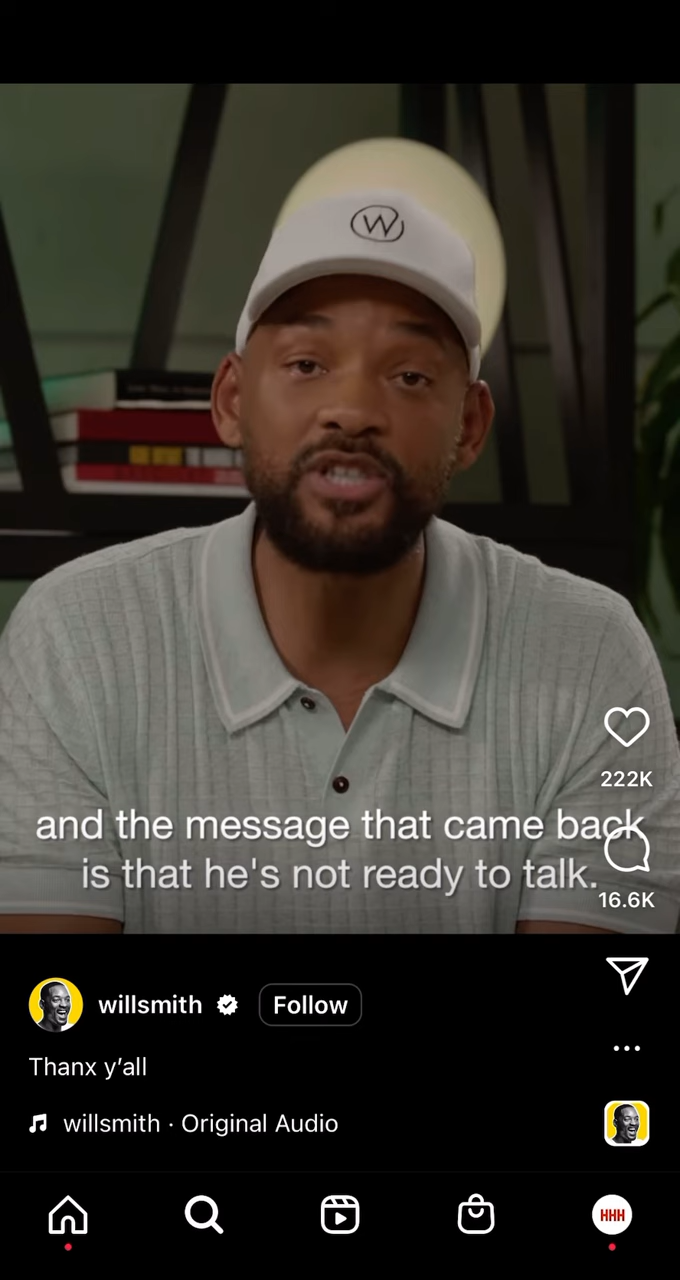 W
and the message that came back
is that he's not ready to talk.
222K
16.6K
willsmith
Follow
Thanx y’all
willsmith · Original Audio
HHH